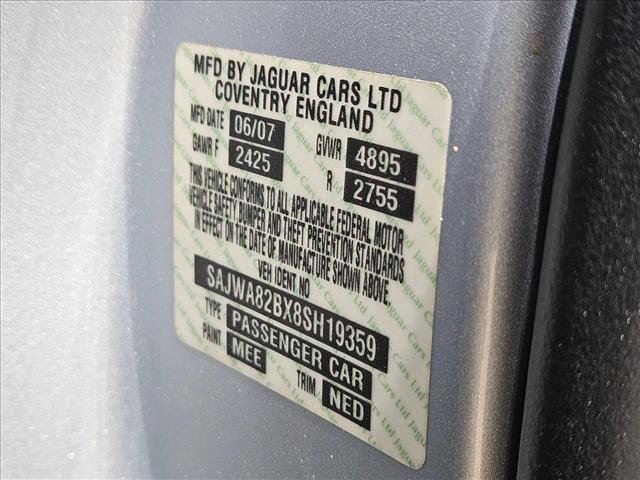 MFD BY JAGUAR CARS LTD
COVENTRY ENGLAND
MFD DATE 06/07 GVWR 4895
GAWR F 2425 R 2755
THIS VEHICLE CONFORMS TO ALL APPLICABLE FEDERAL MOTOR
VEHICLE SAFETY BUMPER AND THEFT PREVENTION STANDARDS
IN EFFECT ON THE DATE OF MANUFACTURE SHOWN ABOVE.
VEH IDENT NO
SAJWA82BX8SH19359
TYPE PASSENGER CAR
PAINT MEE TRIM NED